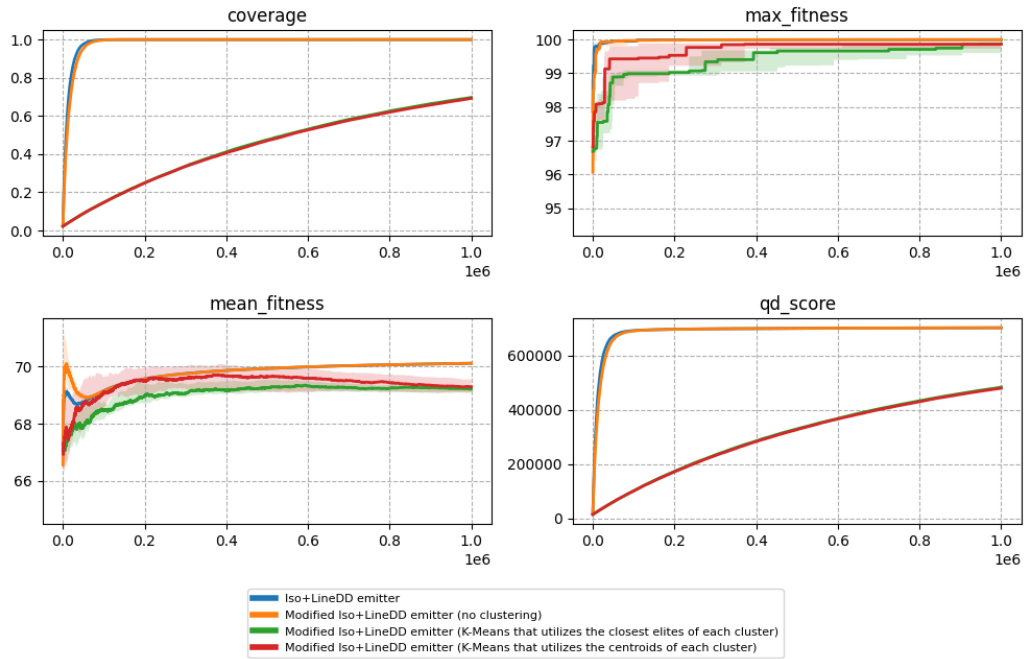 coverage
max_fitness
1.0
0.8
0.6
0.4
0.2
0.0
0.0 0.2 0.4 0.6 0.8 1.0
1e6
100
99
98
97
96
95
0.0 0.2 0.4 0.6 0.8 1.0
1e6
mean_fitness
qd_score
70
68
66
0.0 0.2 0.4 0.6 0.8 1.0
1e6
600000
400000
200000
0
0.0 0.2 0.4 0.6 0.8 1.0
1e6
Iso+LineDD emitter
Modified Iso+LineDD emitter (no clustering)
Modified Iso+LineDD emitter (K-Means that utilizes the closest elites of each cluster)
Modified Iso+LineDD emitter (K-Means that utilizes the centroids of each cluster)